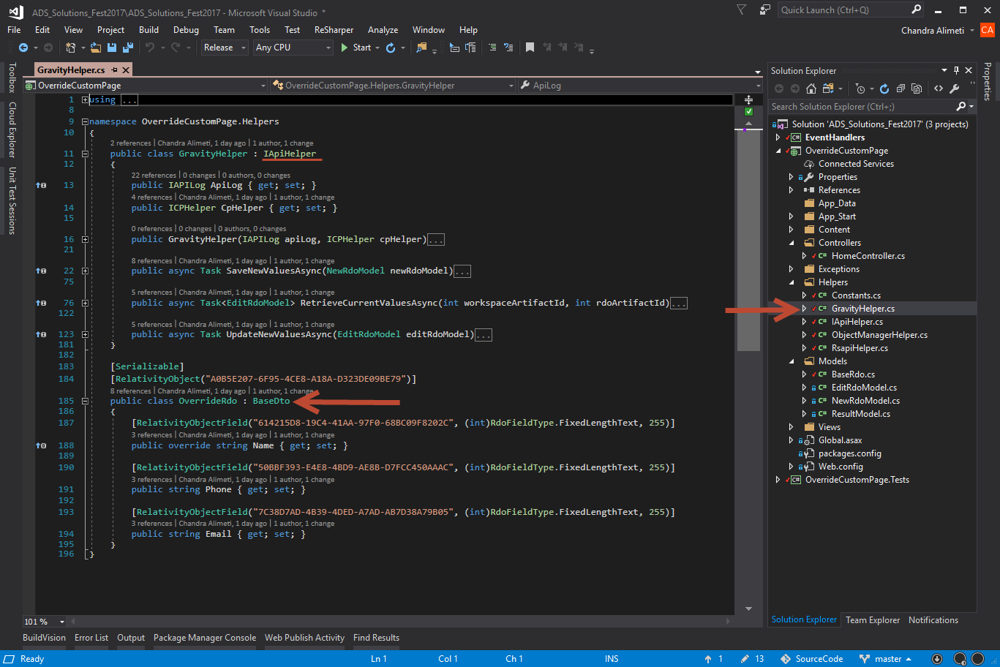 ADS_Solutions_Fest2017\ADS_Solutions_Fest2017 - Microsoft Visual Studio *
Quick Launch (Ctrl+Q)
File Edit View Project Build Debug Team Tools Test ReSharper Analyze Window Help
Chandra Alimeti CA
Release Any CPU Start
Toolbox
Cloud Explorer
Unit Test Sessions
GravityHelper.cs
OverrideCustomPage OverrideCustomPage.Helpers.GravityHelper ApiLog
1 using ...
8
9 namespace OverrideCustomPage.Helpers
10 {
2 references | Chandra Alimeti, 1 day ago | 1 author, 1 change
11 public class GravityHelper : IApiHelper
12 {
22 references | 0 changes | 0 authors, 0 changes
13 public IAPILog ApiLog { get; set; }
4 references | Chandra Alimeti, 1 day ago | 1 author, 1 change
14 public ICPHelper CpHelper { get; set; }
15
0 references | 0 changes | 0 authors, 0 changes
16 public GravityHelper(IAPILog apiLog, ICPHelper cpHelper)...
21
8 references | Chandra Alimeti, 1 day ago | 1 author, 1 change
22 public async Task SaveNewValuesAsync(NewRdoModel newRdoModel)...
75
5 references | Chandra Alimeti, 1 day ago | 1 author, 1 change
76 public async Task<EditRdoModel> RetrieveCurrentValuesAsync(int workspaceArtifactId, int rdoArtifactId)...
122
5 references | Chandra Alimeti, 1 day ago | 1 author, 1 change
123 public async Task UpdateNewValuesAsync(EditRdoModel editRdoModel)...
181 }
182
183 [Serializable]
184 [RelativityObject("A0B5E207-6F95-4CE8-A18A-D323DE09BE79")]
8 references | Chandra Alimeti, 1 day ago | 1 author, 1 change
185 public class OverrideRdo : BaseDto
186 {
187 [RelativityObjectField("614215D8-19C4-41AA-97F0-68BC09F8202C", (int)RdoFieldType.FixedLengthText, 255)]
3 references | Chandra Alimeti, 1 day ago | 1 author, 1 change
188 public override string Name { get; set; }
189
190 [RelativityObjectField("50BBF393-E4E8-4BD9-AE8B-D7FCC450AAAC", (int)RdoFieldType.FixedLengthText, 255)]
3 references | Chandra Alimeti, 1 day ago | 1 author, 1 change
191 public string Phone { get; set; }
192
193 [RelativityObjectField("7C38D7AD-4B39-4DED-A7AD-AB7D38A79B05", (int)RdoFieldType.FixedLengthText, 255)]
3 references | Chandra Alimeti, 1 day ago | 1 author, 1 change
194 public string Email { get; set; }
195 }
196 }
101 %
Solution Explorer
Search Solution Explorer (Ctrl+;)
Solution 'ADS_Solutions_Fest2017' (3 projects)
C# EventHandlers
OverrideCustomPage
Connected Services
Properties
References
App_Data
App_Start
Content
Controllers
C# HomeController.cs
Exceptions
Helpers
C# Constants.cs
C# GravityHelper.cs
C# IApiHelper.cs
C# ObjectManagerHelper.cs
C# RsapiHelper.cs
Models
C# BaseRdo.cs
C# EditRdoModel.cs
C# NewRdoModel.cs
C# ResultModel.cs
Views
Global.asax
packages.config
Web.config
C# OverrideCustomPage.Tests
Solution Explorer Team Explorer Notifications
Properties
BuildVision Error List Output Package Manager Console Web Publish Activity Find Results
Ready Ln 1 Col 1 Ch 1 INS 1 13 SourceCode master